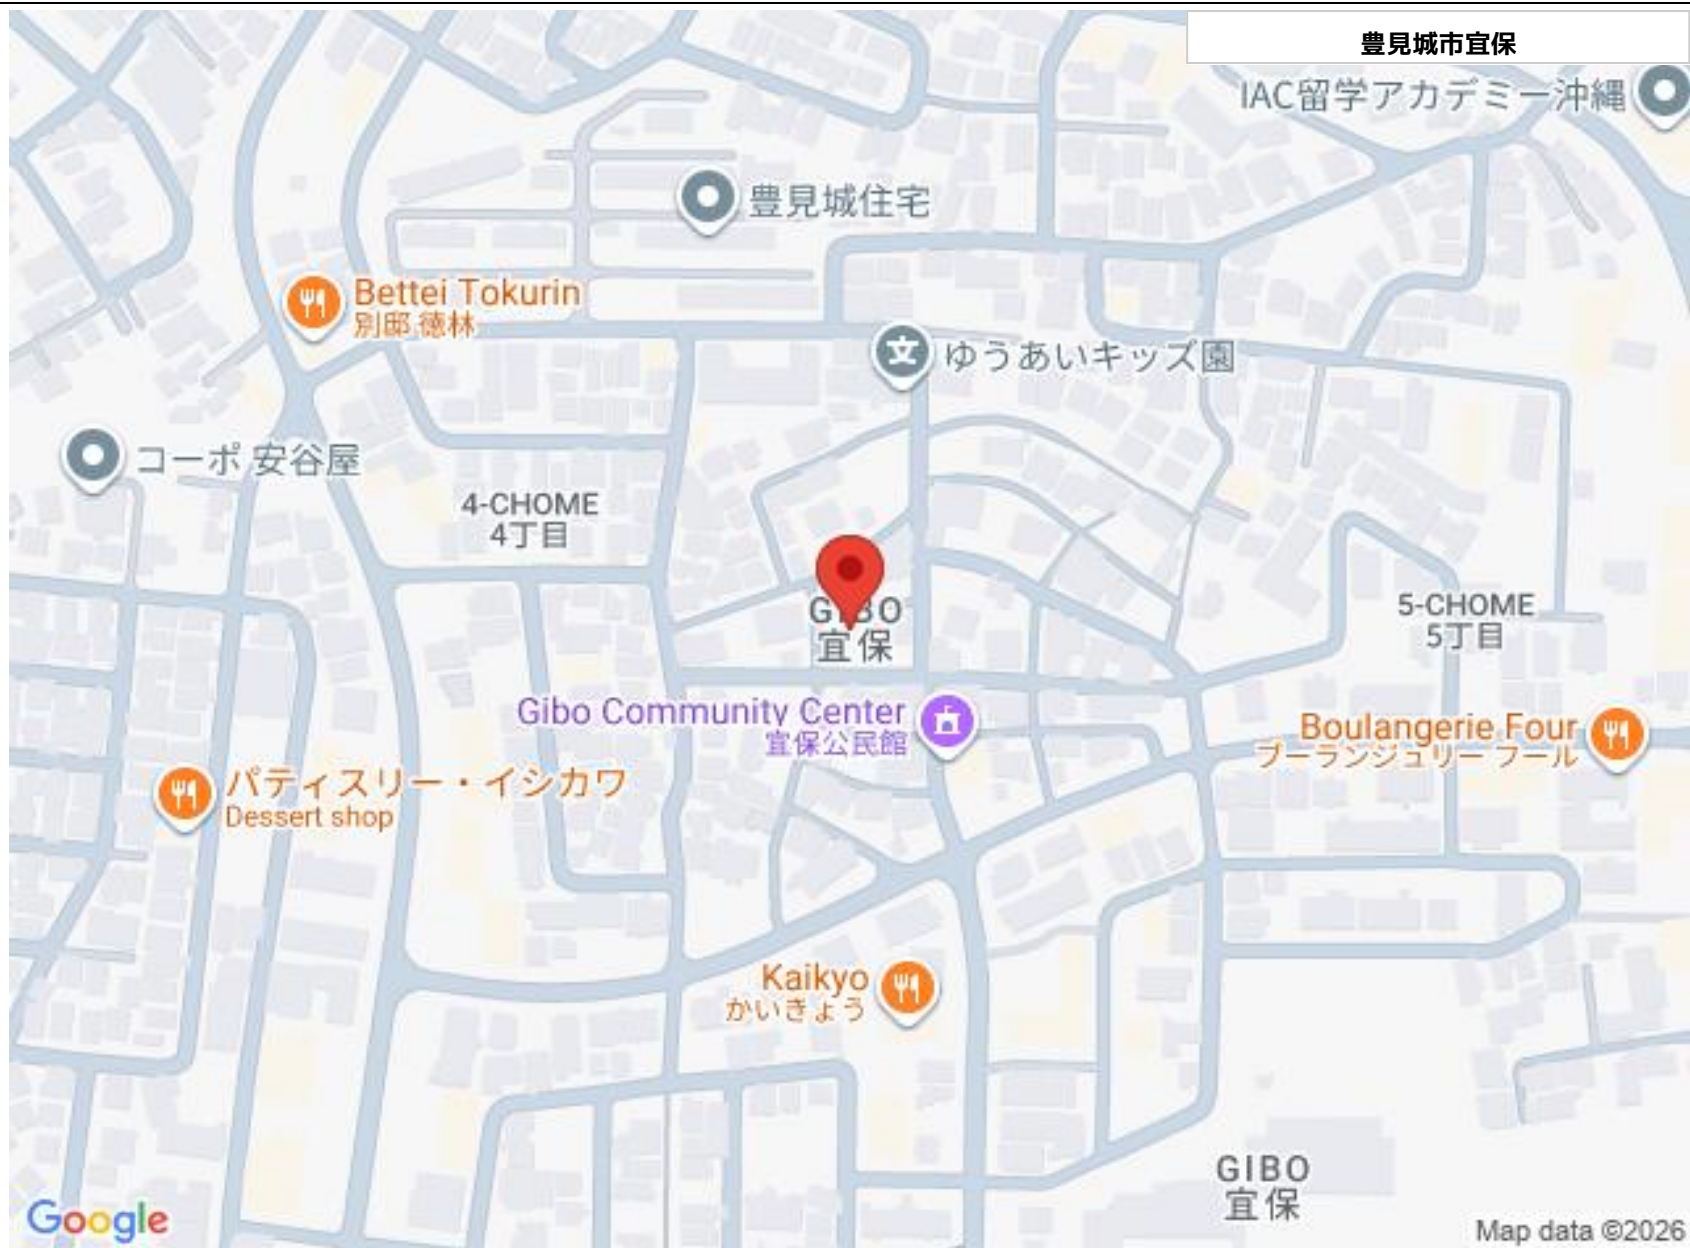 豊見城市宜保
IAC留学アカデミー沖縄
豊見城住宅
Bettei Tokurin
別邸 徳林
ゆうあいキッズ園
コーポ 安谷屋
4-CHOME
4丁目
GIBO
宜保
5-CHOME
5丁目
Gibo Community Center
宜保公民館
Boulangerie Four
ブーランジュリー フール
パティスリー・イシカワ
Dessert shop
Kaikyo
かいきょう
GIBO
宜保
Google
Map data ©2026